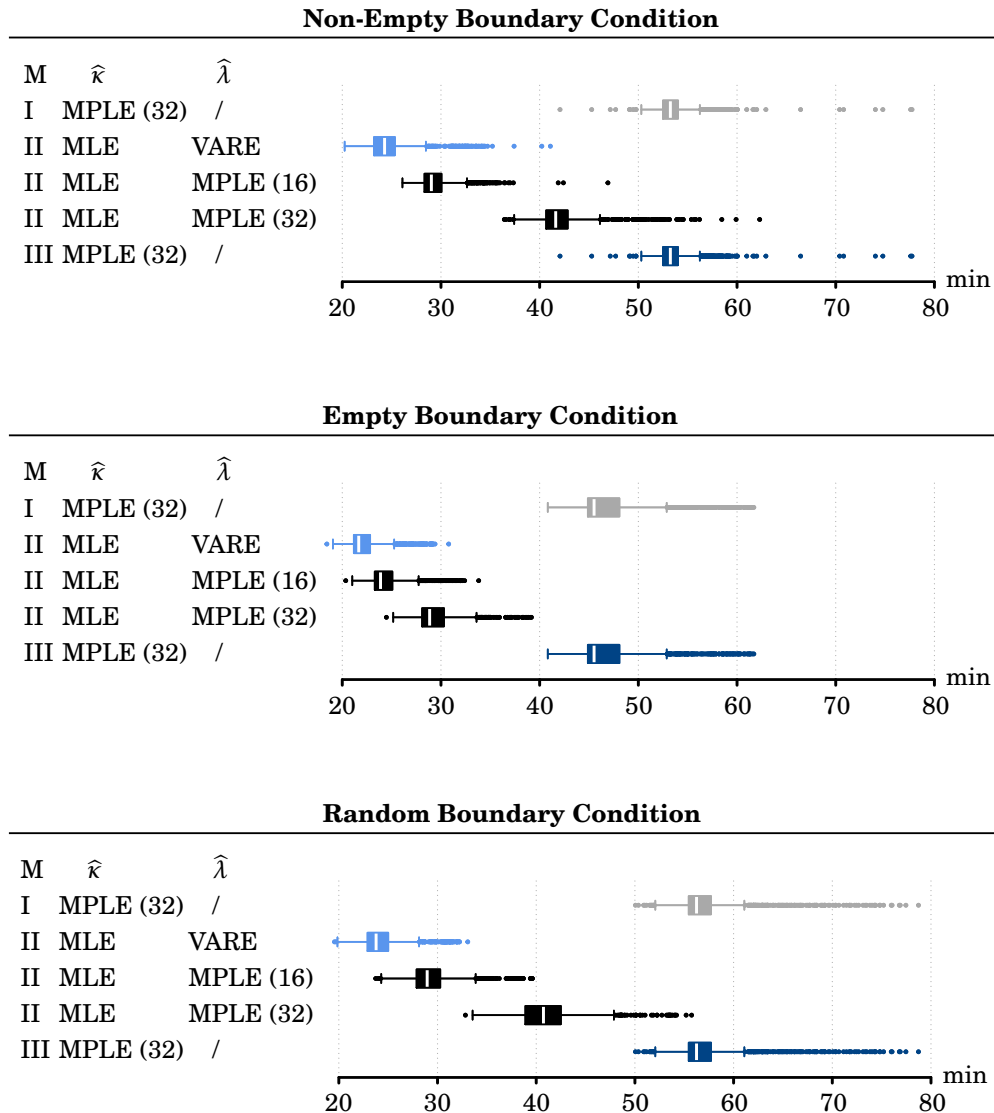 Non-Empty Boundary Condition
M κ̂ λ̂
I MPLE (32) /
II MLE VARE
II MLE MPLE (16)
II MLE MPLE (32)
III MPLE (32) /
min
20 30 40 50 60 70 80
Empty Boundary Condition
M κ̂ λ̂
I MPLE (32) /
II MLE VARE
II MLE MPLE (16)
II MLE MPLE (32)
III MPLE (32) /
min
20 30 40 50 60 70 80
Random Boundary Condition
M κ̂ λ̂
I MPLE (32) /
II MLE VARE
II MLE MPLE (16)
II MLE MPLE (32)
III MPLE (32) /
min
20 30 40 50 60 70 80